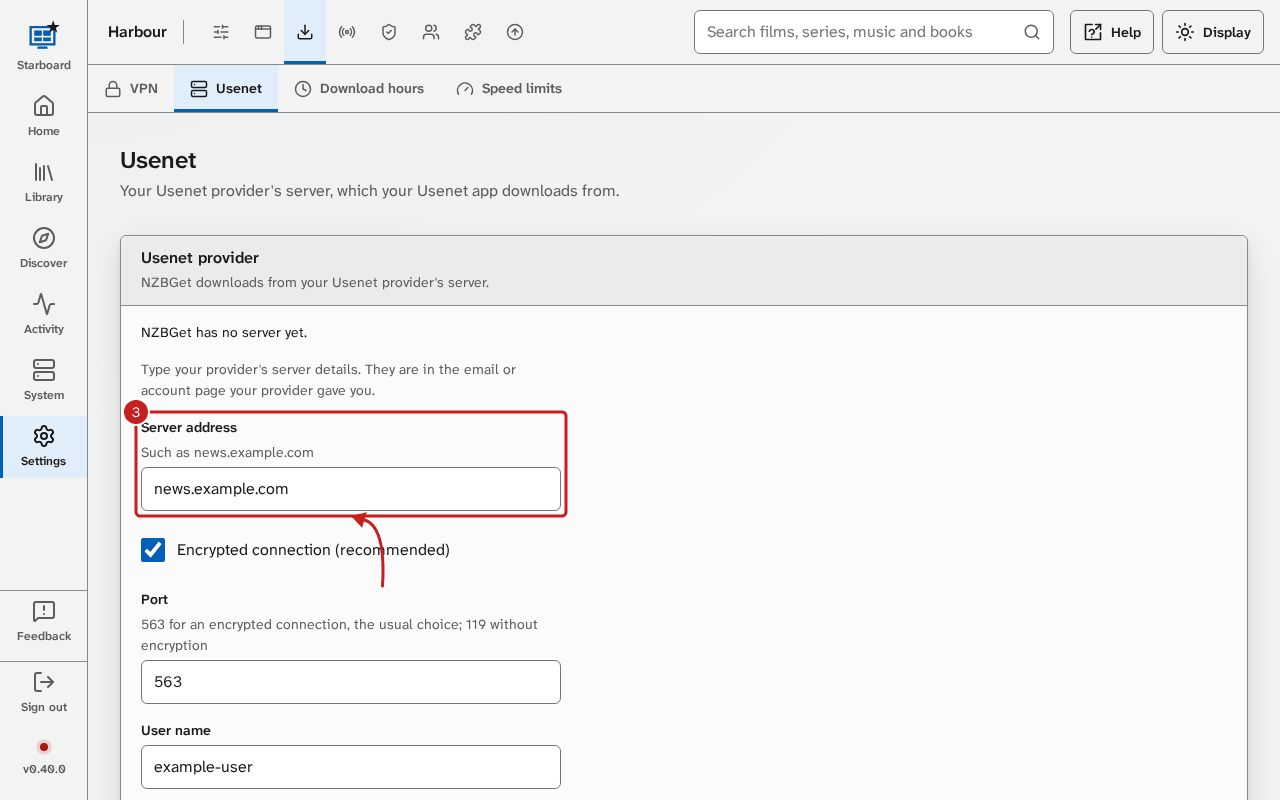 Starboard
Home
Library
Discover
Activity
System
Settings
Feedback
Sign out
v0.40.0
Harbour
Search films, series, music and books
Help
Display
VPN
Usenet
Download hours
Speed limits
Usenet
Your Usenet provider's server, which your Usenet app downloads from.
Usenet provider
NZBGet downloads from your Usenet provider's server.
NZBGet has no server yet.
Type your provider's server details. They are in the email or
account page your provider gave you.
3
Server address
Such as news.example.com
news.example.com
Encrypted connection (recommended)
Port
563 for an encrypted connection, the usual choice; 119 without
encryption
563
User name
example-user